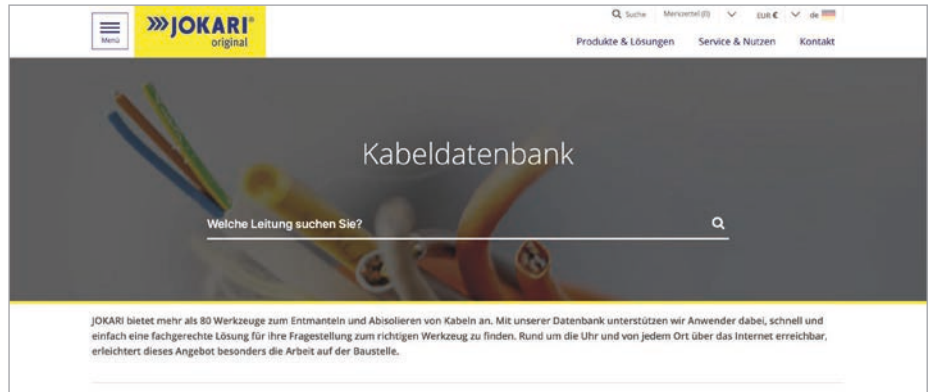 Suche Merkzettel (0) EUR € de
Menü
JOKARI®
original
Produkte & Lösungen Service & Nutzen Kontakt
Kabeldatenbank
Welche Leitung suchen Sie?
JOKARI bietet mehr als 80 Werkzeuge zum Entmanteln und Abisolieren von Kabeln an. Mit unserer Datenbank unterstützen wir Anwender dabei, schnell und
einfach eine fachgerechte Lösung für ihre Fragestellung zum richtigen Werkzeug zu finden. Rund um die Uhr und von jedem Ort über das Internet erreichbar,
erleichtert dieses Angebot besonders die Arbeit auf der Baustelle.